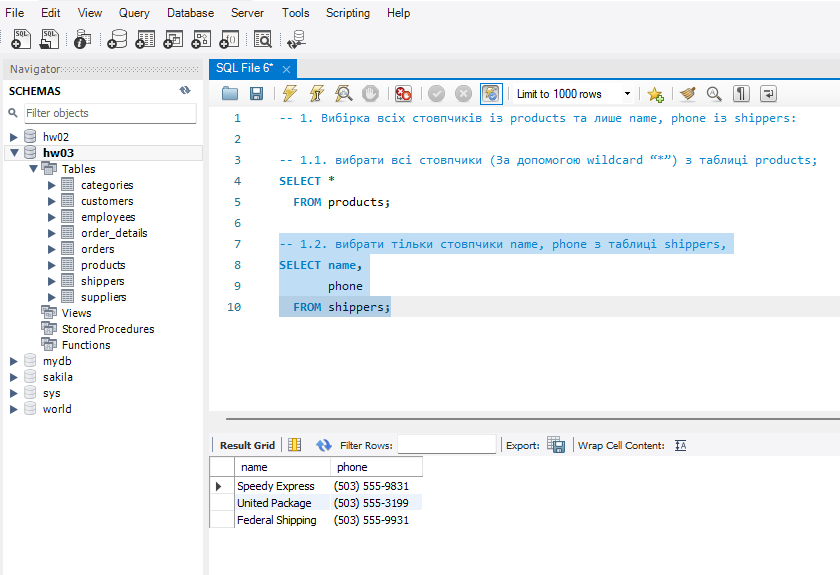 File Edit View Query Database Server Tools Scripting Help
Navigator
SCHEMAS
Filter objects
hw02
hw03
Tables
categories
customers
employees
order_details
orders
products
shippers
suppliers
Views
Stored Procedures
Functions
mydb
sakila
sys
world
SQL File 6*
Limit to 1000 rows
1 -- 1. Вибірка всіх стовпчиків із products та лише name, phone із shippers:
2
3 -- 1.1. вибрати всі стовпчики (За допомогою wildcard “*”) з таблиці products;
4 SELECT *
5 FROM products;
6
7 -- 1.2. вибрати тільки стовпчики name, phone з таблиці shippers,
8 SELECT name,
9 phone
10 FROM shippers;
Result Grid Filter Rows: Export: Wrap Cell Content:
name phone
Speedy Express (503) 555-9831
United Package (503) 555-3199
Federal Shipping (503) 555-9931